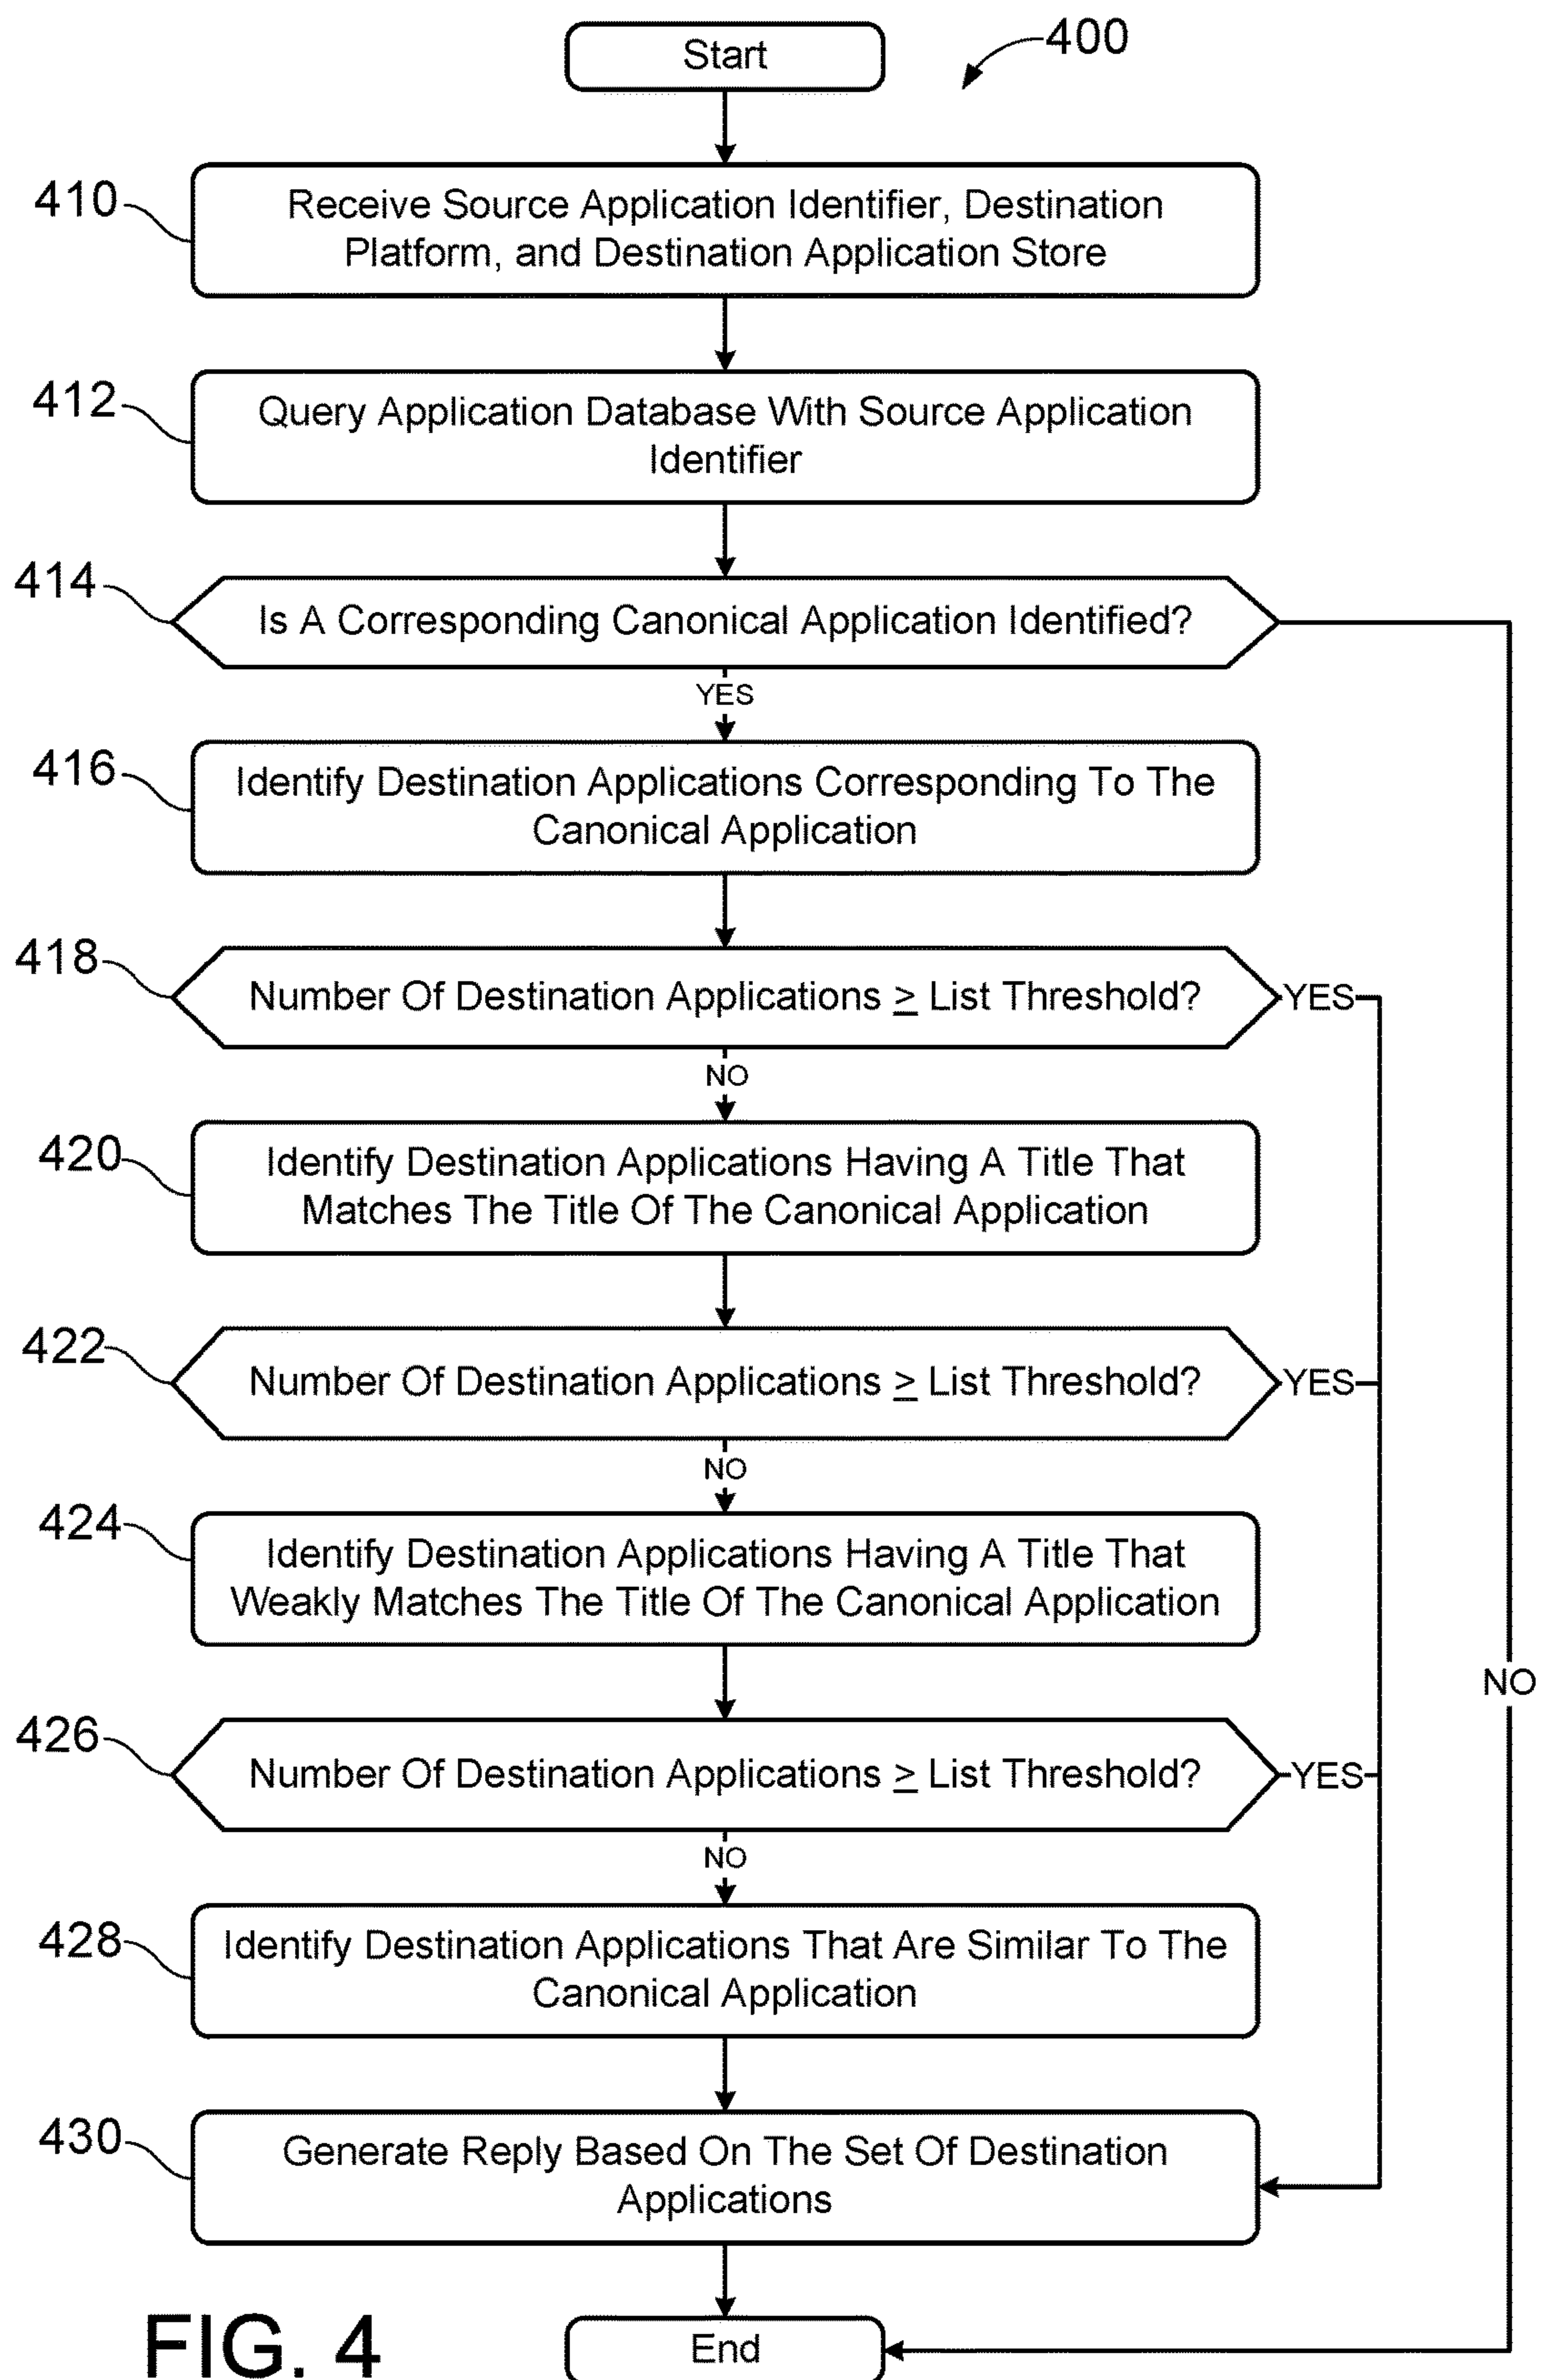 Start
400
410
Receive Source Application Identifier, Destination
Platform, and Destination Application Store
412
Query Application Database With Source Application
Identifier
414
Is A Corresponding Canonical Application Identified?
YES
416
Identify Destination Applications Corresponding To The
Canonical Application
418
Number Of Destination Applications ≥ List Threshold?
YES
NO
420
Identify Destination Applications Having A Title That
Matches The Title Of The Canonical Application
422
Number Of Destination Applications ≥ List Threshold?
YES
NO
424
Identify Destination Applications Having A Title That
Weakly Matches The Title Of The Canonical Application
NO
426
Number Of Destination Applications ≥ List Threshold?
YES
NO
428
Identify Destination Applications That Are Similar To The
Canonical Application
430
Generate Reply Based On The Set Of Destination
Applications
End
FIG. 4